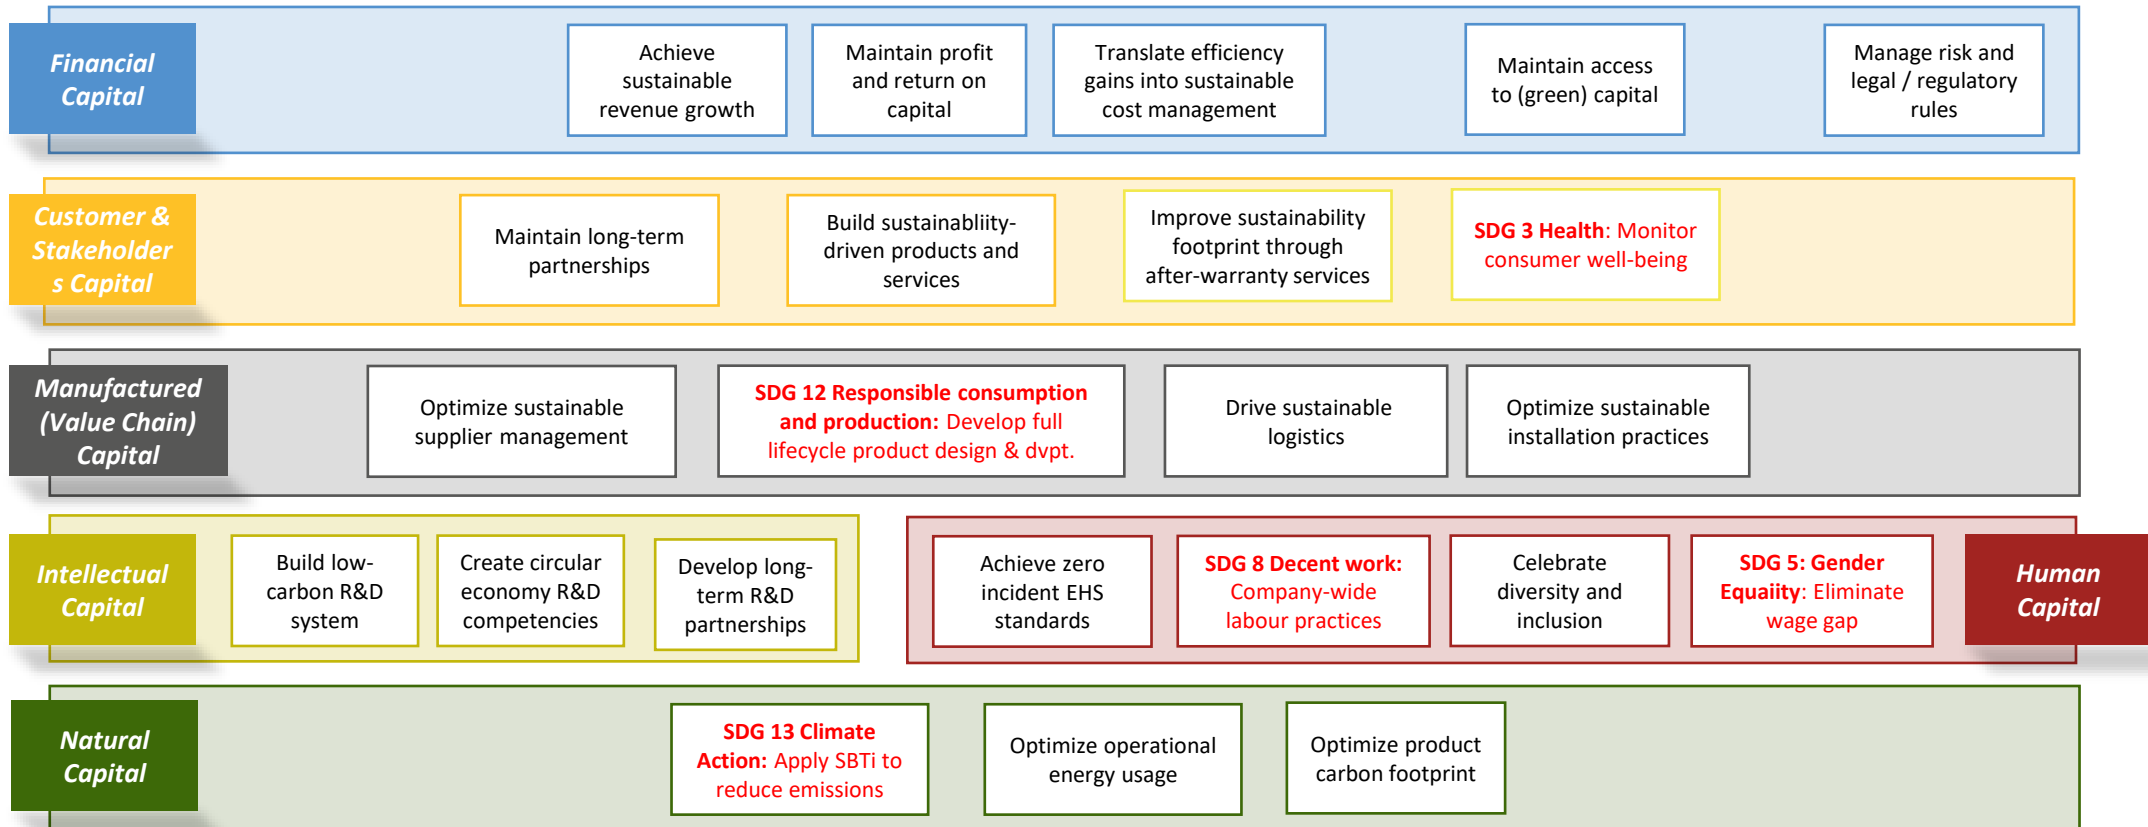 Financial
Capital
Achieve
sustainable
revenue growth
Maintain profit
and return on
capital
Translate efficiency
gains into sustainable
cost management
Maintain access
to (green) capital
Manage risk and
legal / regulatory
rules
Customer &
Stakeholder
s Capital
Maintain long-term
partnerships
Build sustainabliity-
driven products and
services
Improve sustainability
footprint through
after-warranty services
SDG 3 Health: Monitor
consumer well-being
Manufactured
(Value Chain)
Capital
Optimize sustainable
supplier management
SDG 12 Responsible consumption
and production: Develop full
lifecycle product design & dvpt.
Drive sustainable
logistics
Optimize sustainable
installation practices
Intellectual
Capital
Build low-
carbon R&D
system
Create circular
economy R&D
competencies
Develop long-
term R&D
partnerships
Achieve zero
incident EHS
standards
SDG 8 Decent work:
Company-wide
labour practices
Celebrate
diversity and
inclusion
SDG 5: Gender
Equaiity: Eliminate
wage gap
Human
Capital
Natural
Capital
SDG 13 Climate
Action: Apply SBTi to
reduce emissions
Optimize operational
energy usage
Optimize product
carbon footprint